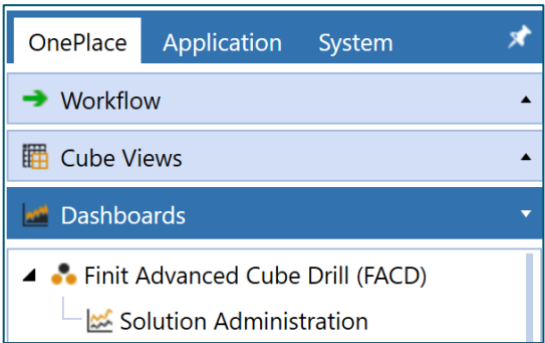 OnePlace Application System
Workflow
Cube Views
Dashboards
Finit Advanced Cube Drill (FACD)
Solution Administration